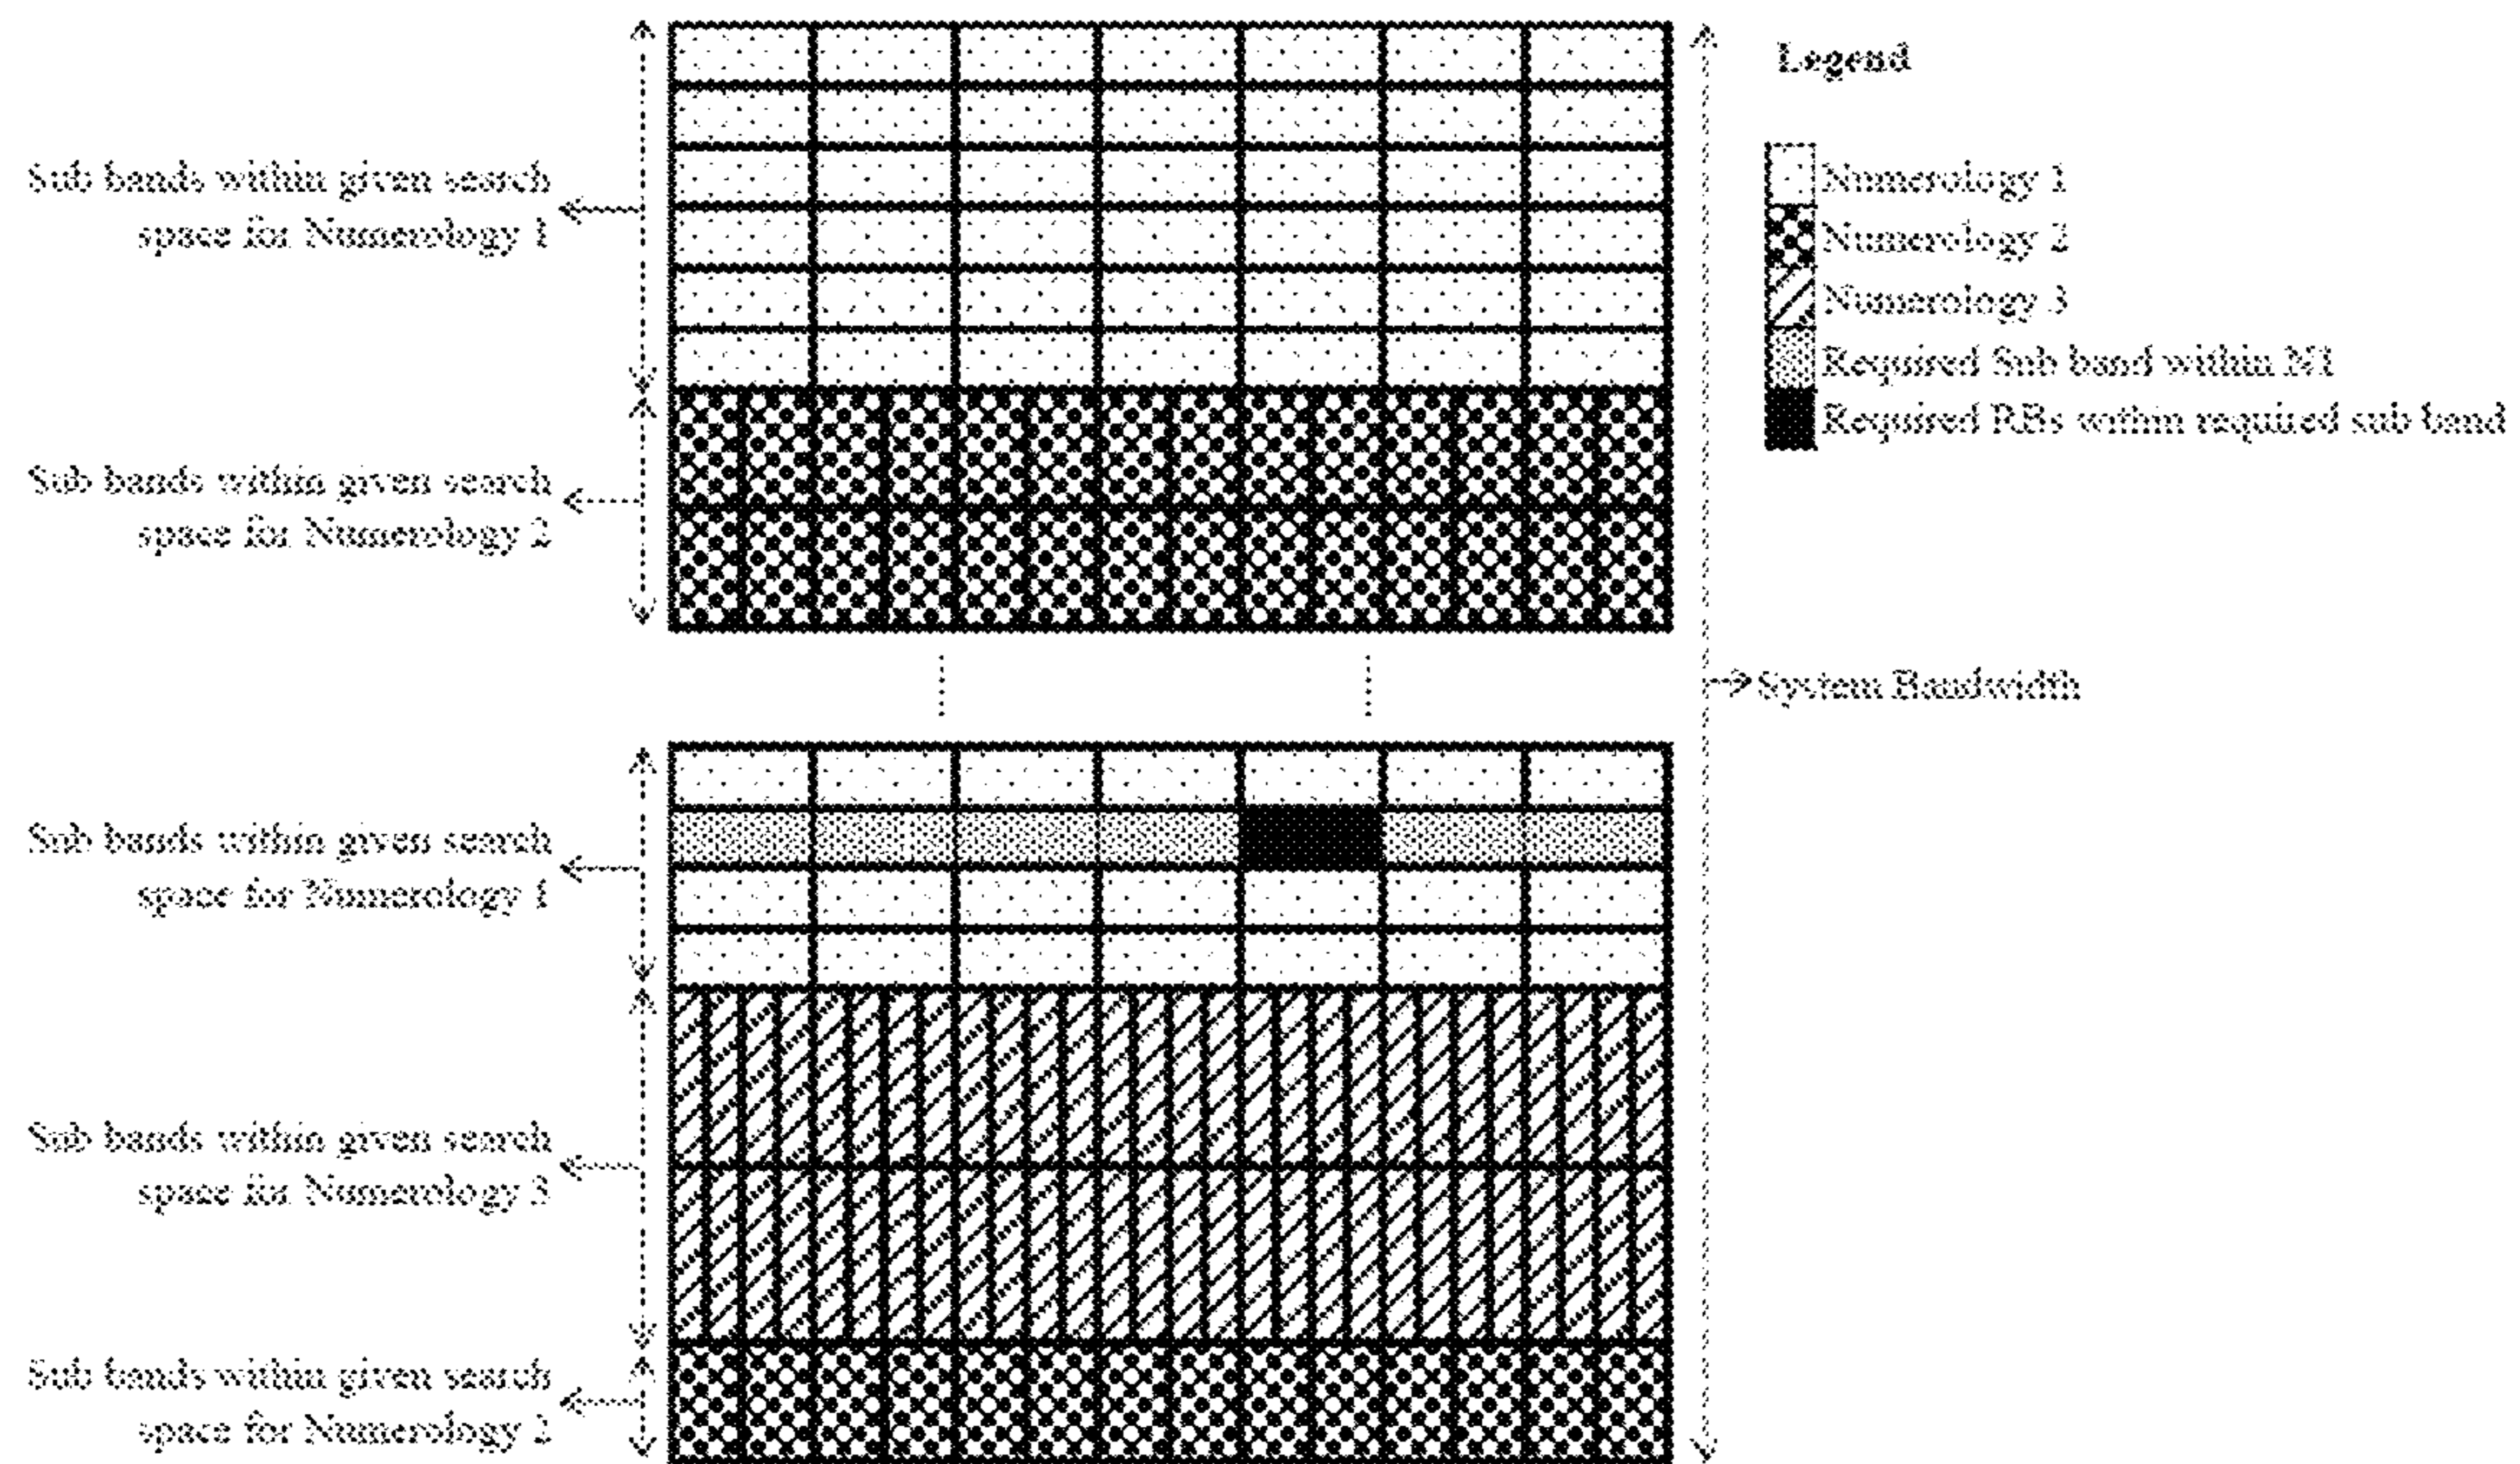 Legend
Sub bands within given search
space for Numerology 1
Numerology 1
Numerology 2
Numerology 3
Required Sub band within N1
Required RBs within required sub band
Sub bands within given search
space for Numerology 2
System Bandwidth
Sub bands within given search
space for Numerology 1
Sub bands within given search
space for Numerology 3
Sub bands within given search
space for Numerology